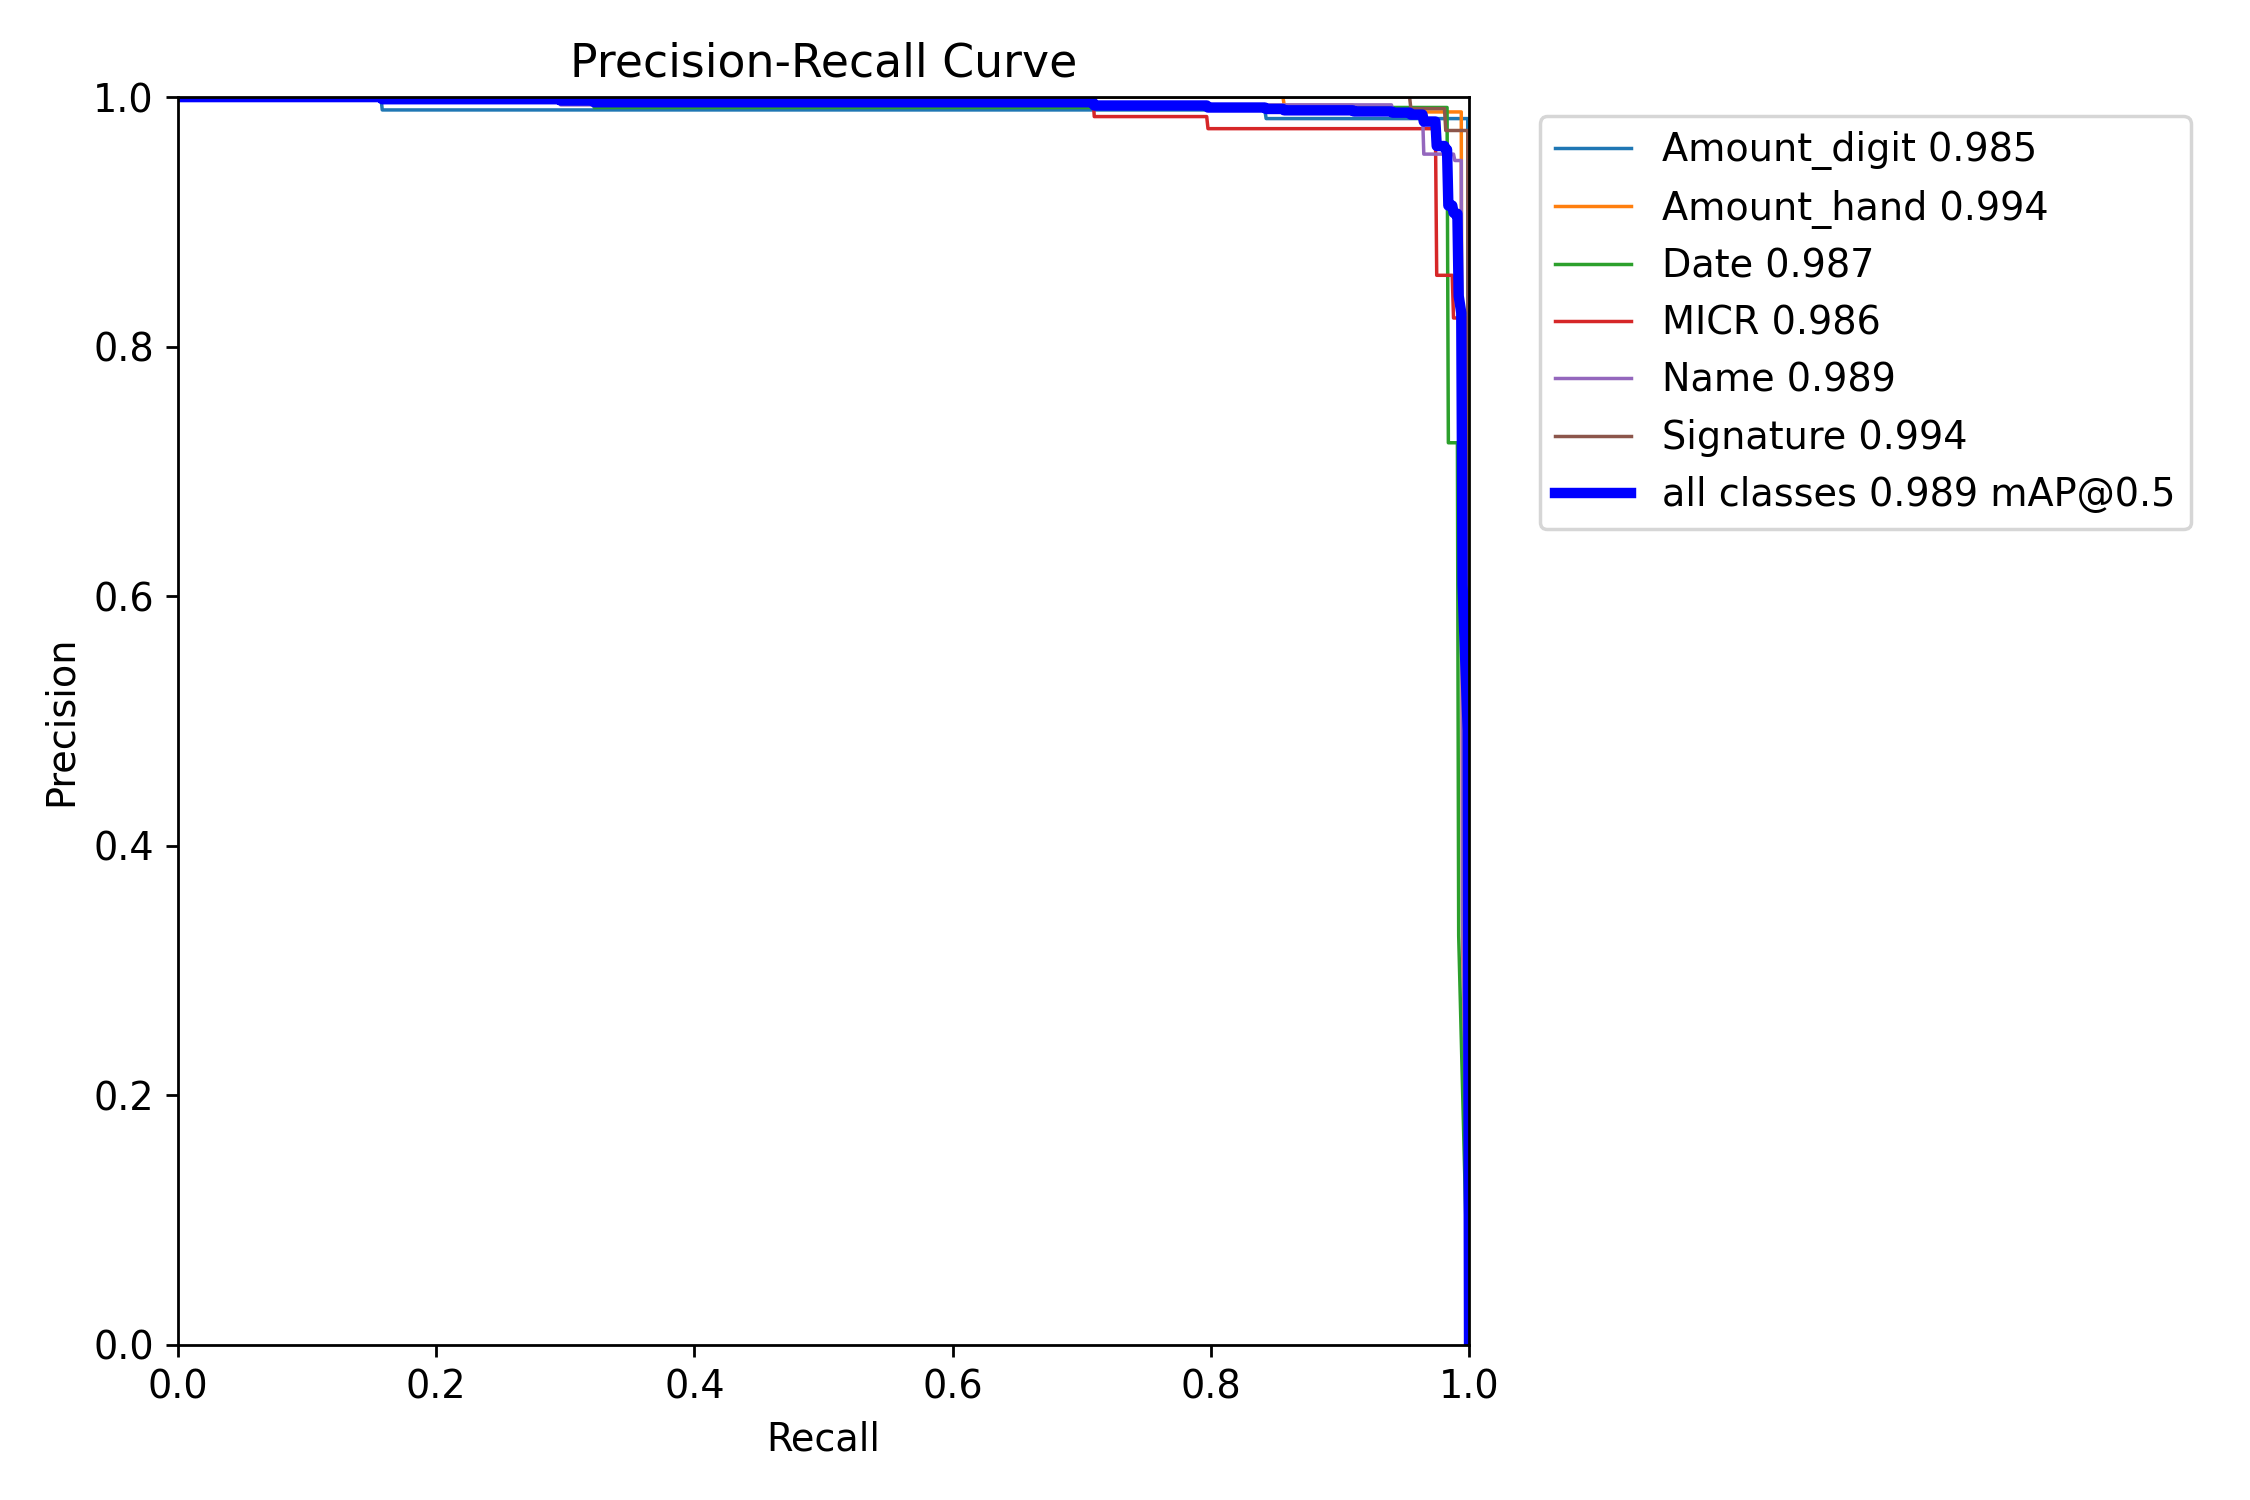 Precision-Recall Curve
1.0
0.8
0.6
0.4
0.2
0.0
Precision
0.0 0.2 0.4 0.6 0.8 1.0
Recall
Amount_digit 0.985
Amount_hand 0.994
Date 0.987
MICR 0.986
Name 0.989
Signature 0.994
all classes 0.989 mAP@0.5